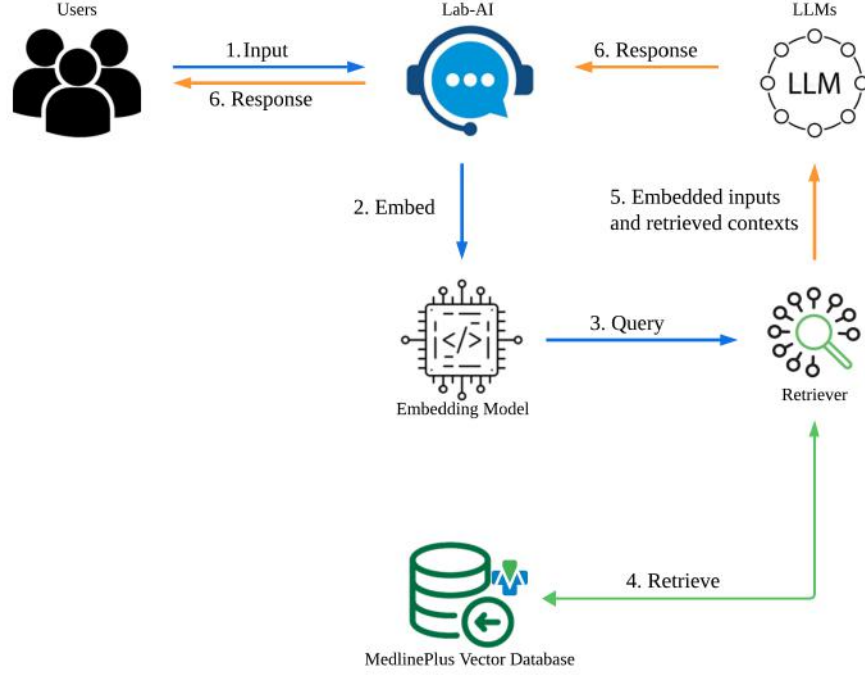 Users
Lab-AI
LLMs
1.Input
6. Response
6. Response
LLM
2. Embed
5. Embedded inputs
and retrieved contexts
</>
3. Query
Embedding Model
Retriever
4. Retrieve
MedlinePlus Vector Database